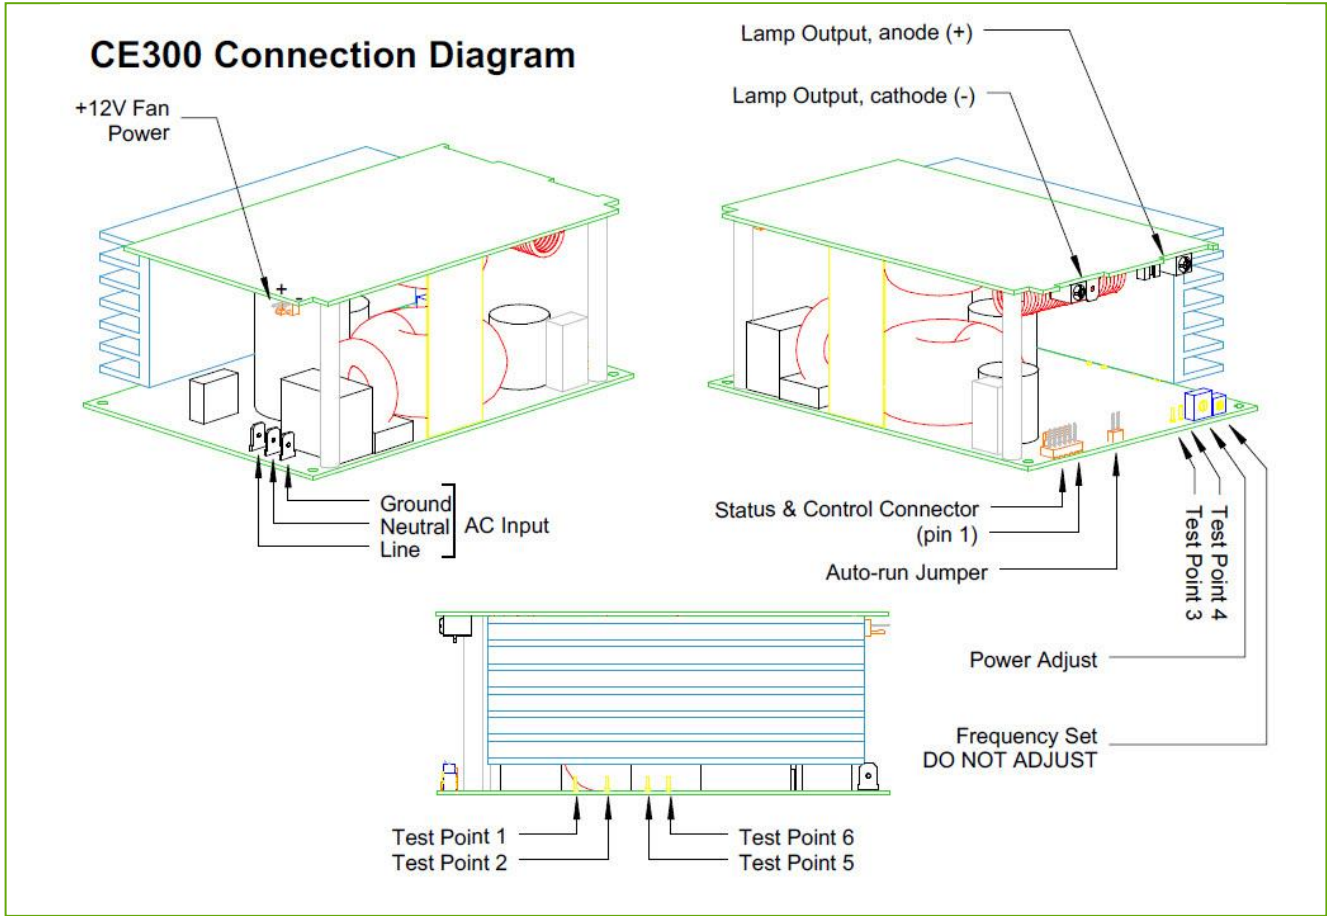 CE300 Connection Diagram
+12V Fan
Power
+
-
Ground
Neutral
Line
AC Input
Lamp Output, anode (+)
Lamp Output, cathode (-)
Status & Control Connector
(pin 1)
Auto-run Jumper
Test Point 3
Test Point 4
Power Adjust
Frequency Set
DO NOT ADJUST
Test Point 1
Test Point 2
Test Point 6
Test Point 5